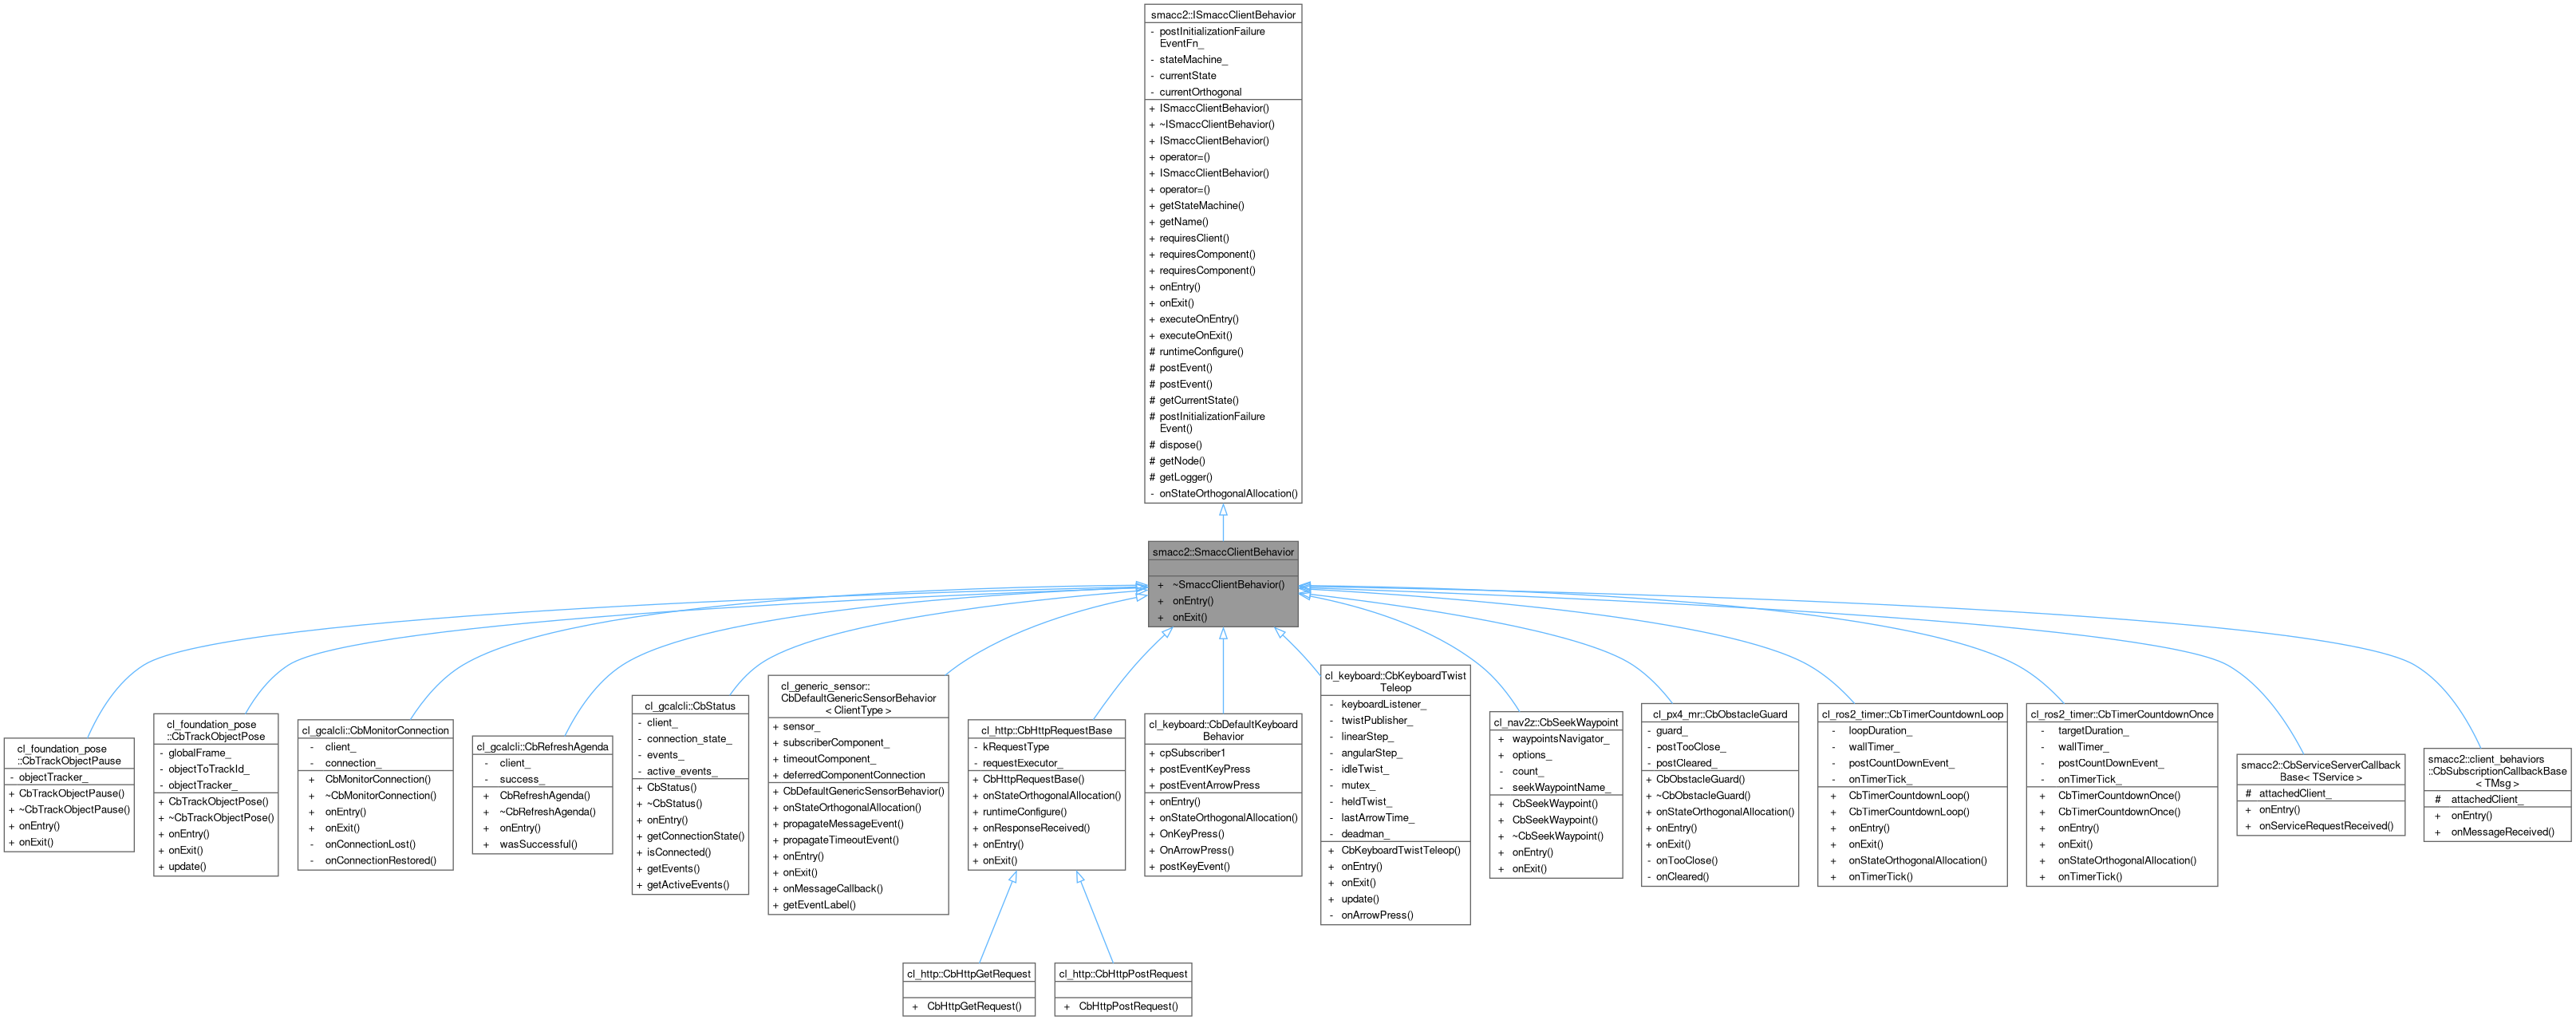 smacc2::ISmaccClientBehavior
- postInitializationFailure
EventFn_
- stateMachine_
- currentState
- currentOrthogonal
+ ISmaccClientBehavior()
+ ~ISmaccClientBehavior()
+ ISmaccClientBehavior()
+ operator=()
+ ISmaccClientBehavior()
+ operator=()
+ getStateMachine()
+ getName()
+ requiresClient()
+ requiresComponent()
+ requiresComponent()
+ onEntry()
+ onExit()
+ executeOnEntry()
+ executeOnExit()
# runtimeConfigure()
# postEvent()
# postEvent()
# getCurrentState()
# postInitializationFailure
Event()
# dispose()
# getNode()
# getLogger()
- onStateOrthogonalAllocation()
smacc2::SmaccClientBehavior
+ ~SmaccClientBehavior()
+ onEntry()
+ onExit()
cl_foundation_pose
::CbTrackObjectPause
- objectTracker_
+ CbTrackObjectPause()
+ ~CbTrackObjectPause()
+ onEntry()
+ onExit()
cl_foundation_pose
::CbTrackObjectPose
- globalFrame_
- objectToTrackId_
- objectTracker_
+ CbTrackObjectPose()
+ ~CbTrackObjectPose()
+ onEntry()
+ onExit()
+ update()
cl_gcalcli::CbMonitorConnection
- client_
- connection_
+ CbMonitorConnection()
+ ~CbMonitorConnection()
+ onEntry()
+ onExit()
- onConnectionLost()
- onConnectionRestored()
cl_gcalcli::CbRefreshAgenda
- client_
- success_
+ CbRefreshAgenda()
+ ~CbRefreshAgenda()
+ onEntry()
+ wasSuccessful()
cl_gcalcli::CbStatus
- client_
- connection_state_
- events_
- active_events_
+ CbStatus()
+ ~CbStatus()
+ onEntry()
+ getConnectionState()
+ isConnected()
+ getEvents()
+ getActiveEvents()
cl_generic_sensor::
CbDefaultGenericSensorBehavior
< ClientType >
+ sensor_
+ subscriberComponent_
+ timeoutComponent_
+ deferredComponentConnection
+ CbDefaultGenericSensorBehavior()
+ onStateOrthogonalAllocation()
+ propagateMessageEvent()
+ propagateTimeoutEvent()
+ onEntry()
+ onExit()
+ onMessageCallback()
+ getEventLabel()
cl_http::CbHttpRequestBase
- kRequestType
- requestExecutor_
+ CbHttpRequestBase()
+ onStateOrthogonalAllocation()
+ runtimeConfigure()
+ onResponseReceived()
+ onEntry()
+ onExit()
cl_keyboard::CbDefaultKeyboard
Behavior
+ cpSubscriber1
+ postEventKeyPress
+ postEventArrowPress
+ onEntry()
+ onStateOrthogonalAllocation()
+ OnKeyPress()
+ OnArrowPress()
+ postKeyEvent()
cl_keyboard::CbKeyboardTwist
Teleop
- keyboardListener_
- twistPublisher_
- linearStep_
- angularStep_
- idleTwist_
- mutex_
- heldTwist_
- lastArrowTime_
- deadman_
+ CbKeyboardTwistTeleop()
+ onEntry()
+ onExit()
+ update()
- onArrowPress()
cl_nav2z::CbSeekWaypoint
+ waypointsNavigator_
+ options_
- count_
- seekWaypointName_
+ CbSeekWaypoint()
+ CbSeekWaypoint()
+ ~CbSeekWaypoint()
+ onEntry()
+ onExit()
cl_px4_mr::CbObstacleGuard
- guard_
- postTooClose_
- postCleared_
+ CbObstacleGuard()
+ ~CbObstacleGuard()
+ onStateOrthogonalAllocation()
+ onEntry()
+ onExit()
- onTooClose()
- onCleared()
cl_ros2_timer::CbTimerCountdownLoop
- loopDuration_
- wallTimer_
- postCountDownEvent_
- onTimerTick_
+ CbTimerCountdownLoop()
+ CbTimerCountdownLoop()
+ onEntry()
+ onExit()
+ onStateOrthogonalAllocation()
+ onTimerTick()
cl_ros2_timer::CbTimerCountdownOnce
- targetDuration_
- wallTimer_
- postCountDownEvent_
- onTimerTick_
+ CbTimerCountdownOnce()
+ CbTimerCountdownOnce()
+ onEntry()
+ onExit()
+ onStateOrthogonalAllocation()
+ onTimerTick()
smacc2::CbServiceServerCallback
Base< TService >
# attachedClient_
+ onEntry()
+ onServiceRequestReceived()
smacc2::client_behaviors
::CbSubscriptionCallbackBase
< TMsg >
# attachedClient_
+ onEntry()
+ onMessageReceived()
cl_http::CbHttpGetRequest
+ CbHttpGetRequest()
cl_http::CbHttpPostRequest
+ CbHttpPostRequest()